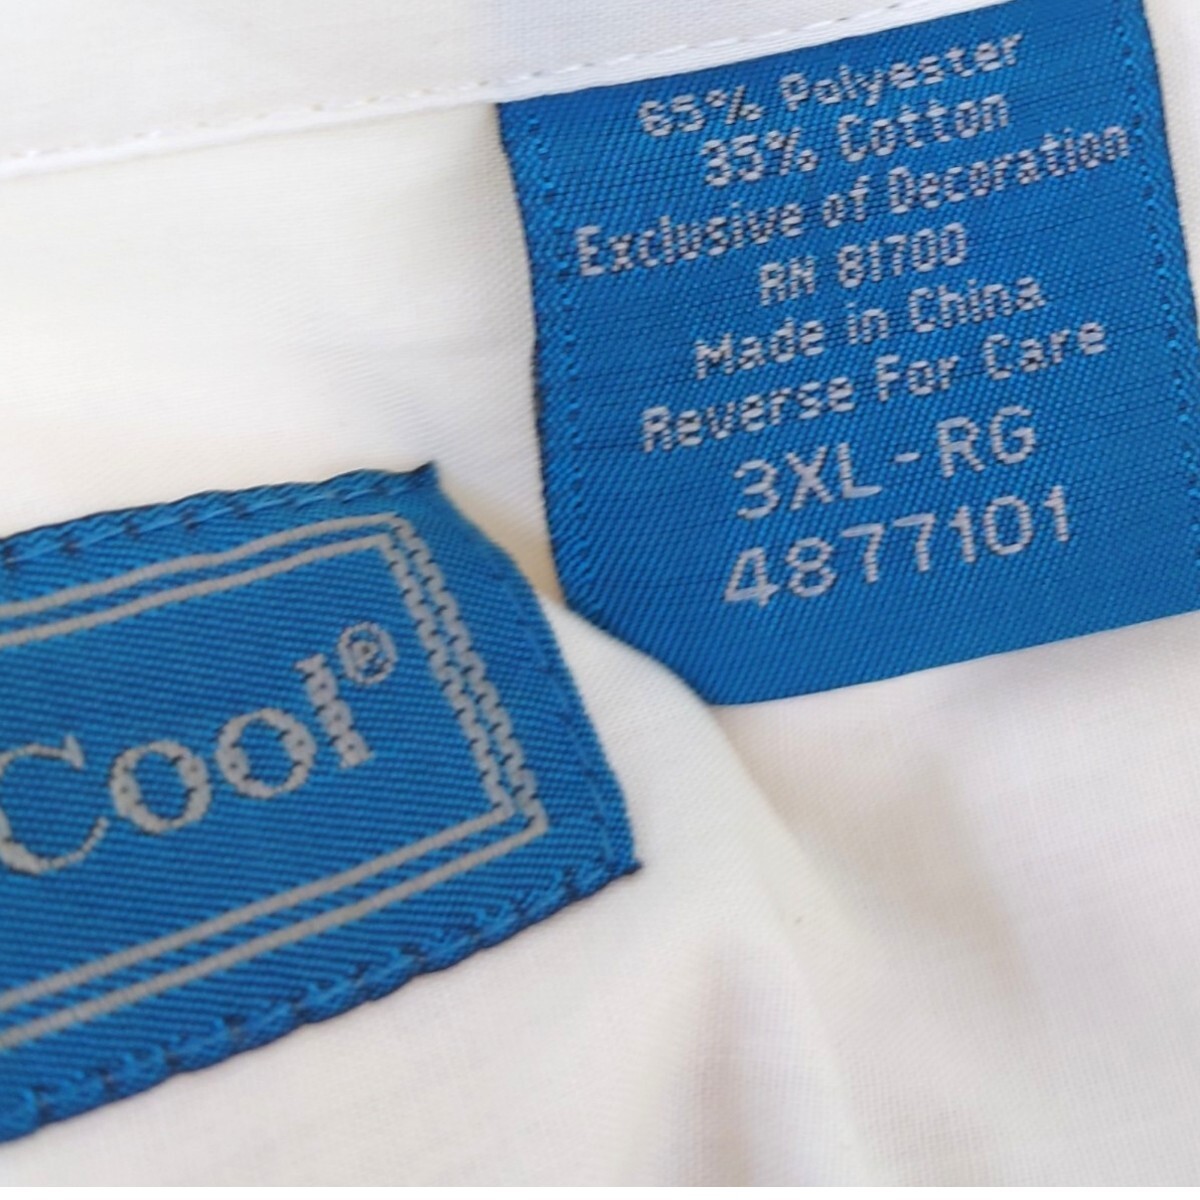 65% Polyester
35% Cotton
Exclusive of Decoration
RN 81700
Made in China
Reverse For Care
3XL-RG
4877101
Cool®